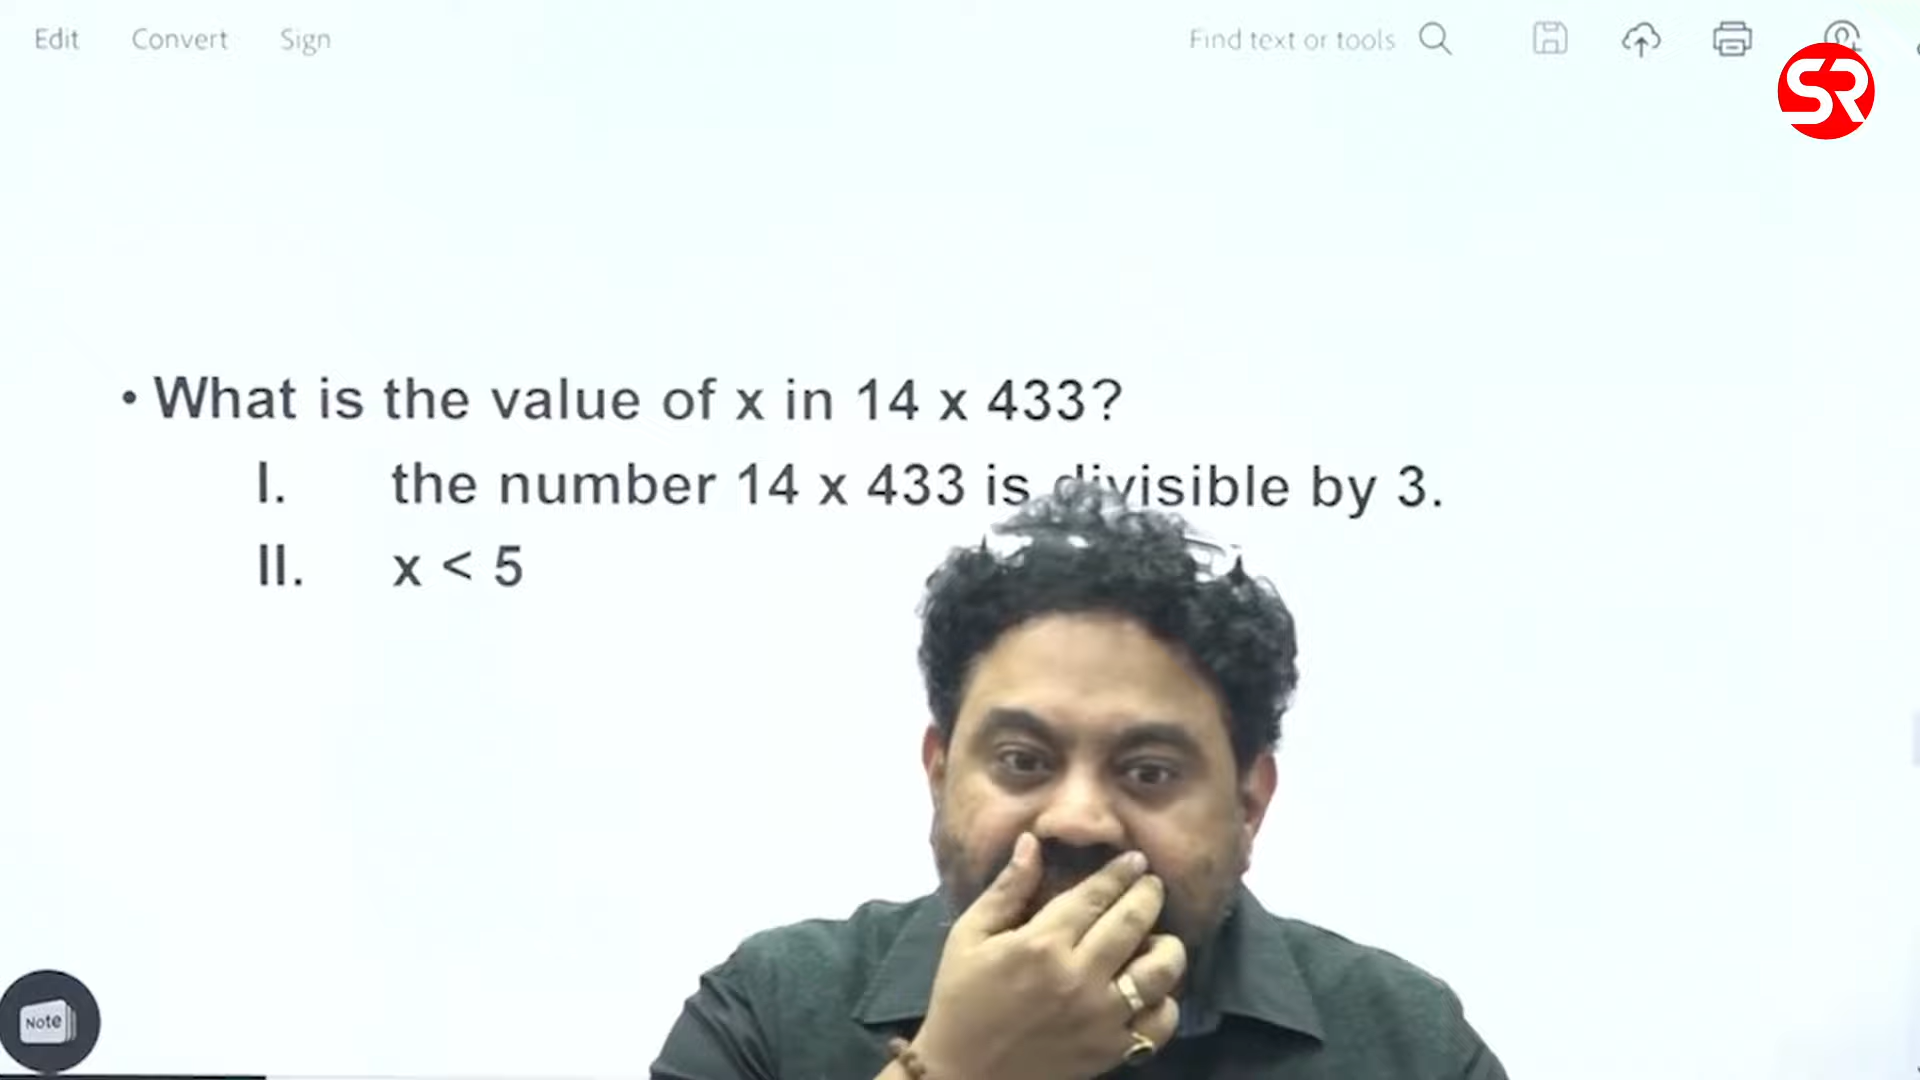 Edit Convert Sign Find text or tools
SR
• What is the value of x in 14 x 433?
I. the number 14 x 433 is divisible by 3.
II. x < 5
Note